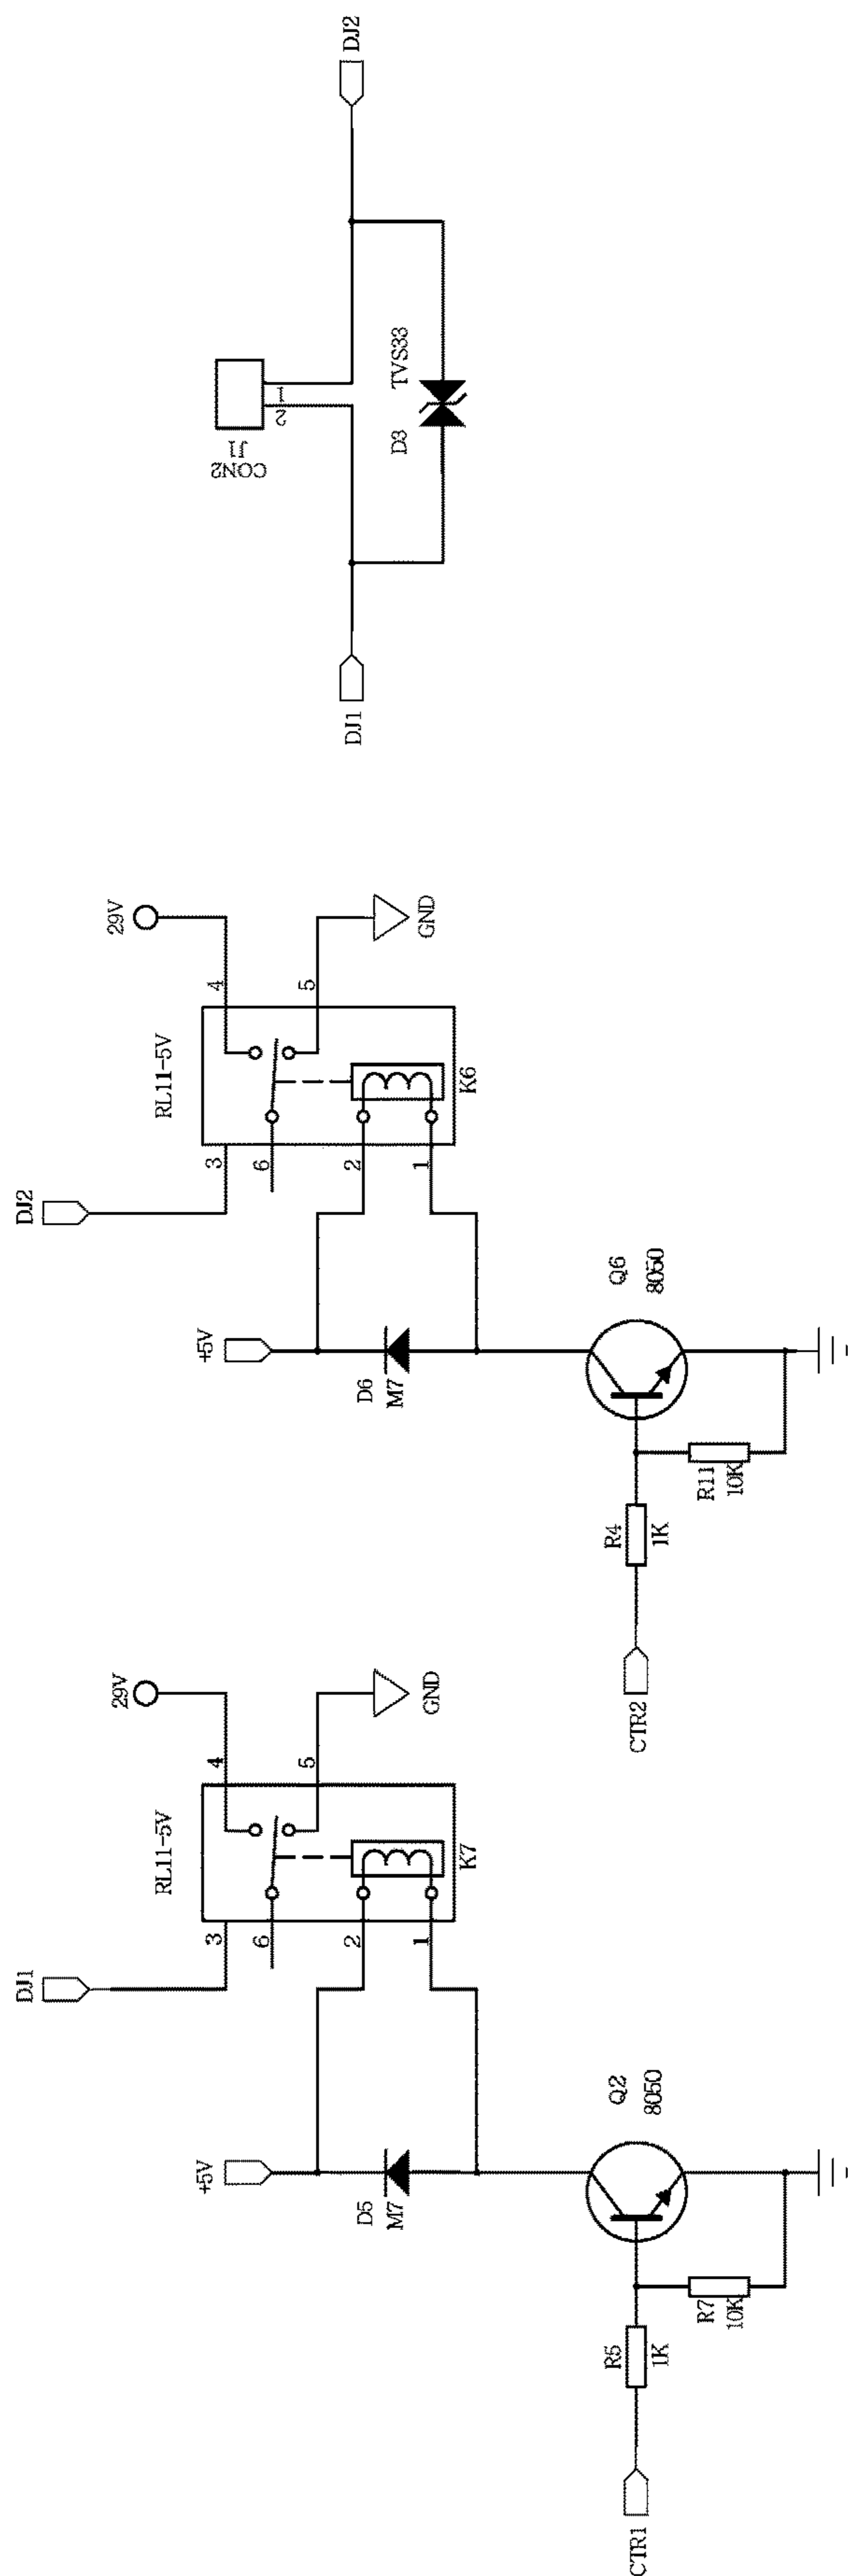 DJ1
29V
RL11-5V
3
4
6
5
2
1
K7
GND
+5V
D5
M7
Q2
8050
R5
1K
R7
10K
CTR1
DJ2
29V
RL11-5V
3
4
6
5
2
1
K6
GND
+5V
D6
M7
Q6
8050
R4
1K
R11
10K
CTR2
CON2
J1
2
1
DJ1
DJ2
D3
TVS33